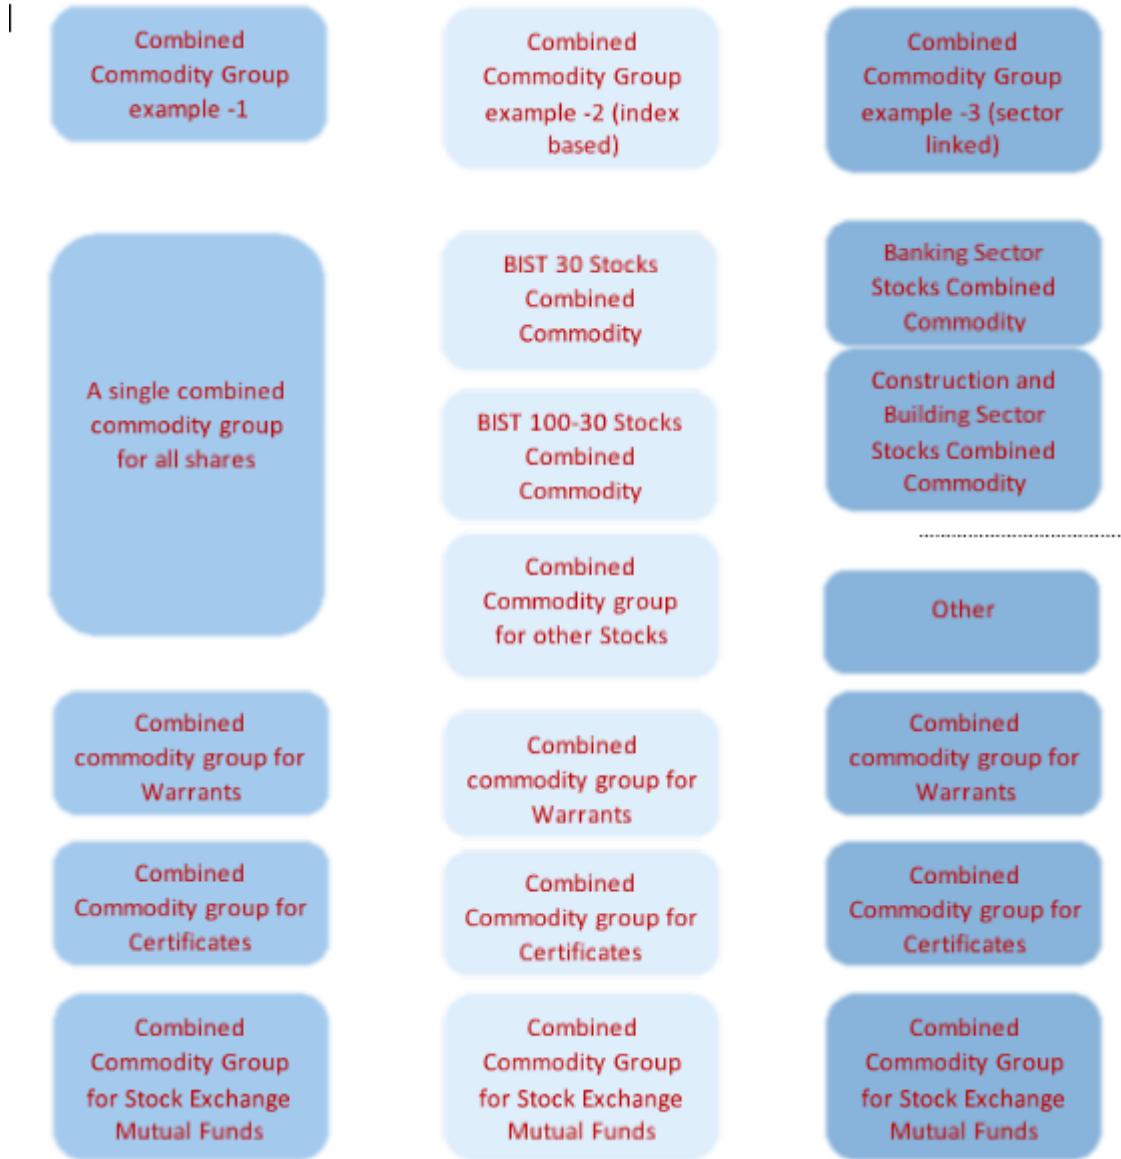 Combined
Commodity Group
example -1
Combined
Commodity Group
example -2 (index
based)
Combined
Commodity Group
example -3 (sector
linked)
A single combined
commodity group
for all shares
BIST 30 Stocks
Combined
Commodity
BIST 100-30 Stocks
Combined
Commodity
Combined
Commodity group
for other Stocks
Banking Sector
Stocks Combined
Commodity
Construction and
Building Sector
Stocks Combined
Commodity
Other
Combined
commodity group for
Warrants
Combined
commodity group for
Warrants
Combined
commodity group for
Warrants
Combined
Commodity group for
Certificates
Combined
Commodity group for
Certificates
Combined
Commodity group for
Certificates
Combined
Commodity Group
for Stock Exchange
Mutual Funds
Combined
Commodity Group
for Stock Exchange
Mutual Funds
Combined
Commodity Group
for Stock Exchange
Mutual Funds